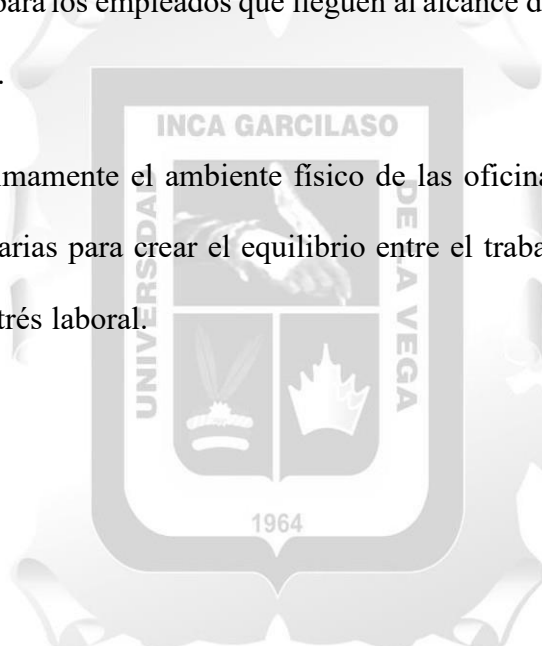 para los empleados que lleguen al alcance d
.
INCA GARCILASO
imamente el ambiente físico de las oficina
arias para crear el equilibrio entre el traba
trés laboral.
UNIVERSIDAD
DE LA VEGA
1964